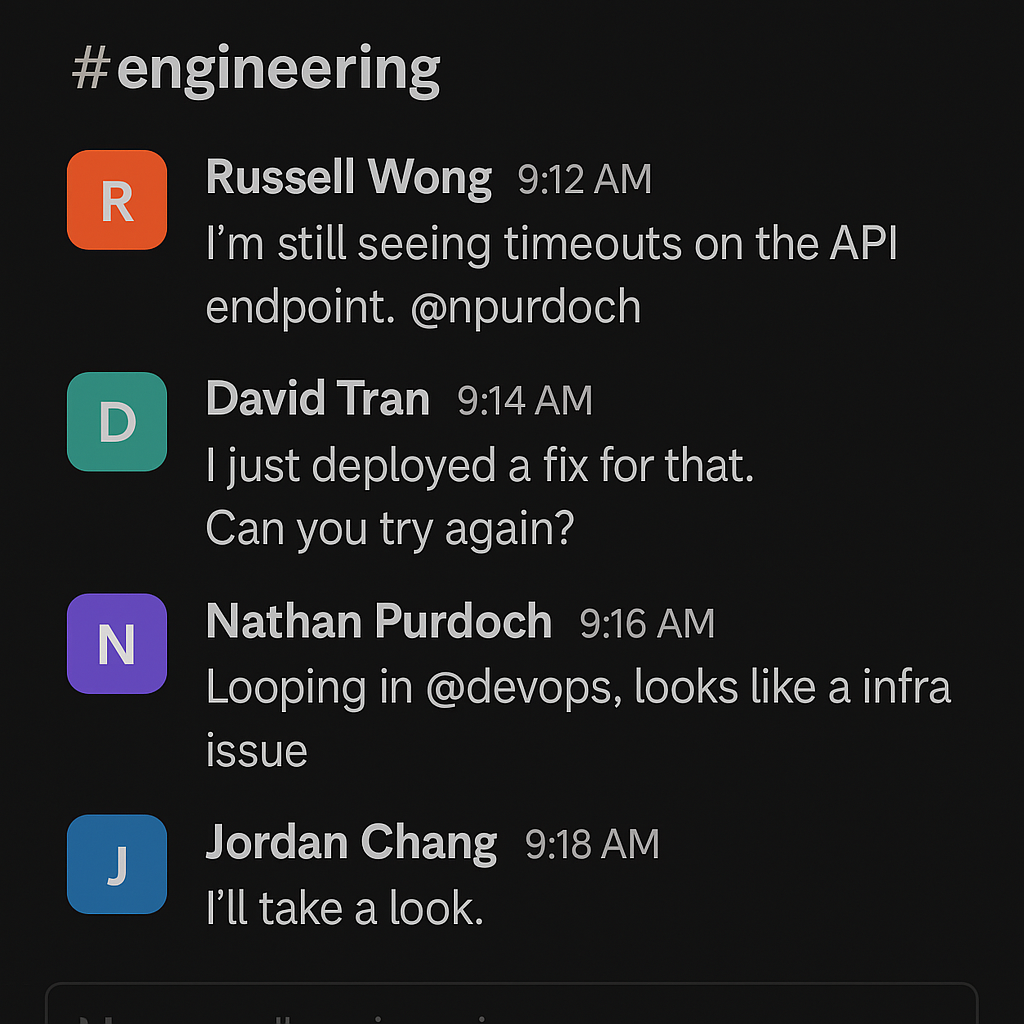 #engineering
R
Russell Wong 9:12 AM
I’m still seeing timeouts on the API
endpoint. @npurdoch
D
David Tran 9:14 AM
I just deployed a fix for that.
Can you try again?
N
Nathan Purdoch 9:16 AM
Looping in @devops, looks like a infra
issue
J
Jordan Chang 9:18 AM
I’ll take a look.